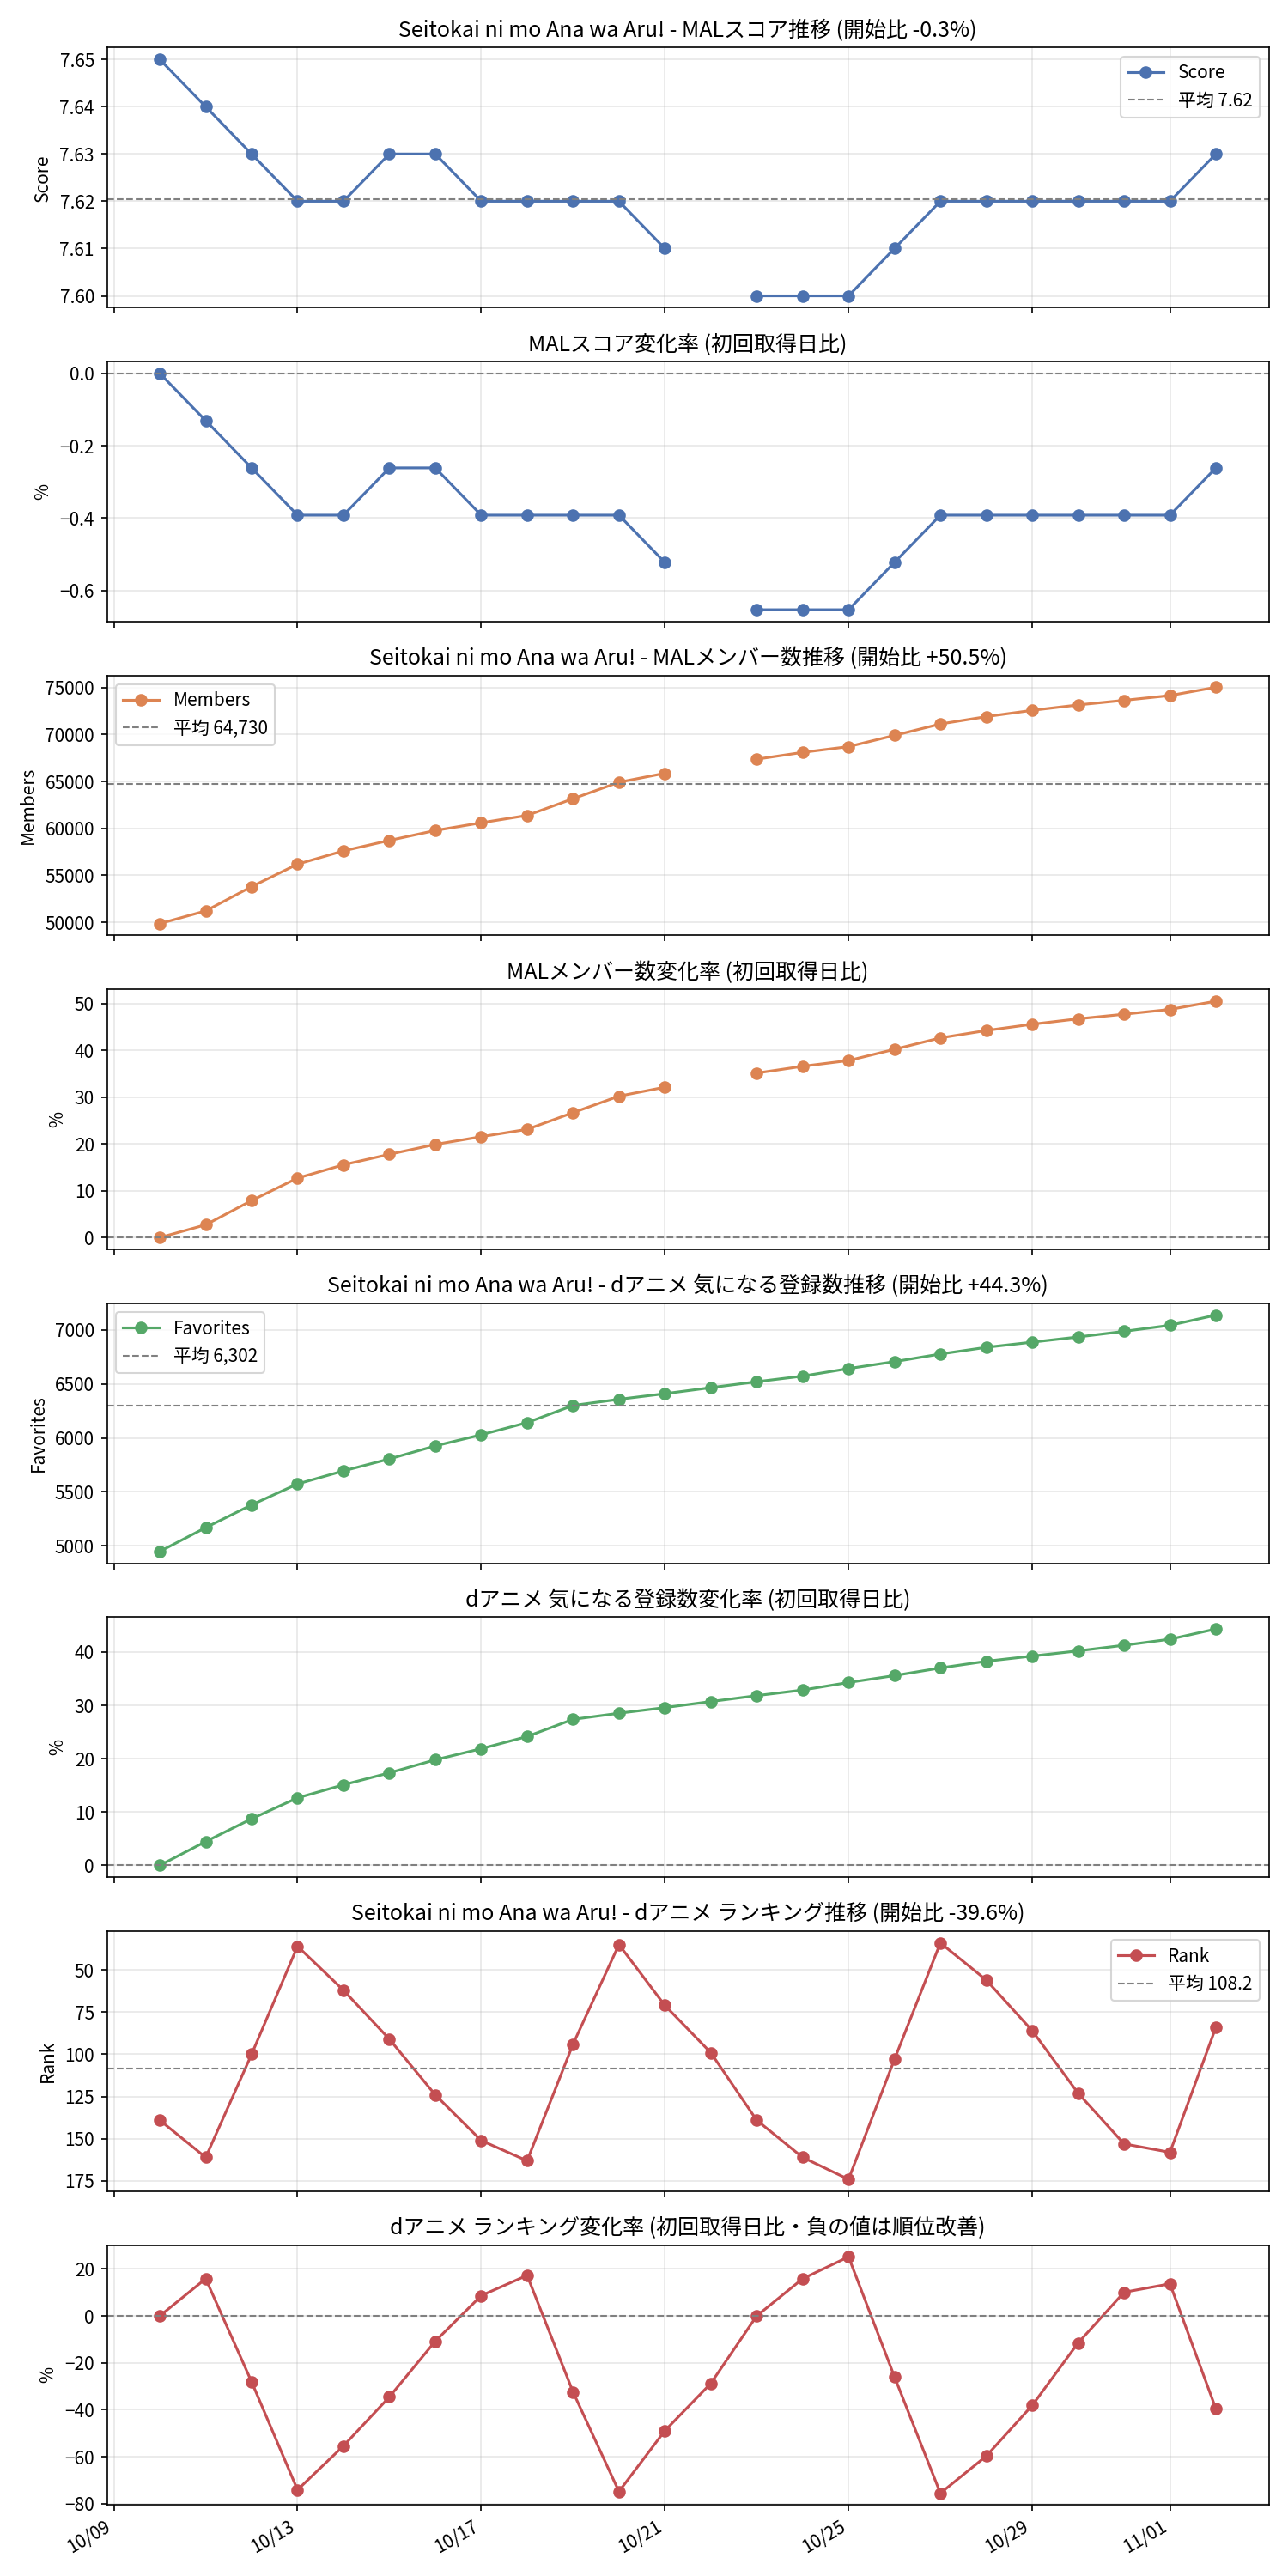 Seitokai ni mo Ana wa Aru! - MALスコア推移 (開始比 -0.3%)
7.65
7.64
7.63
7.62
7.61
7.60
Score
Score
平均 7.62
MALスコア変化率 (初回取得日比)
0.0
−0.2
−0.4
−0.6
%
Seitokai ni mo Ana wa Aru! - MALメンバー数推移 (開始比 +50.5%)
75000
70000
65000
60000
55000
50000
Members
Members
平均 64,730
MALメンバー数変化率 (初回取得日比)
50
40
30
20
10
0
%
Seitokai ni mo Ana wa Aru! - dアニメ 気になる登録数推移 (開始比 +44.3%)
7000
6500
6000
5500
5000
Favorites
Favorites
平均 6,302
dアニメ 気になる登録数変化率 (初回取得日比)
40
30
20
10
0
%
Seitokai ni mo Ana wa Aru! - dアニメ ランキング推移 (開始比 -39.6%)
50
75
100
125
150
175
Rank
Rank
平均 108.2
dアニメ ランキング変化率 (初回取得日比・負の値は順位改善)
20
0
−20
−40
−60
−80
%
10/09
10/13
10/17
10/21
10/25
10/29
11/01